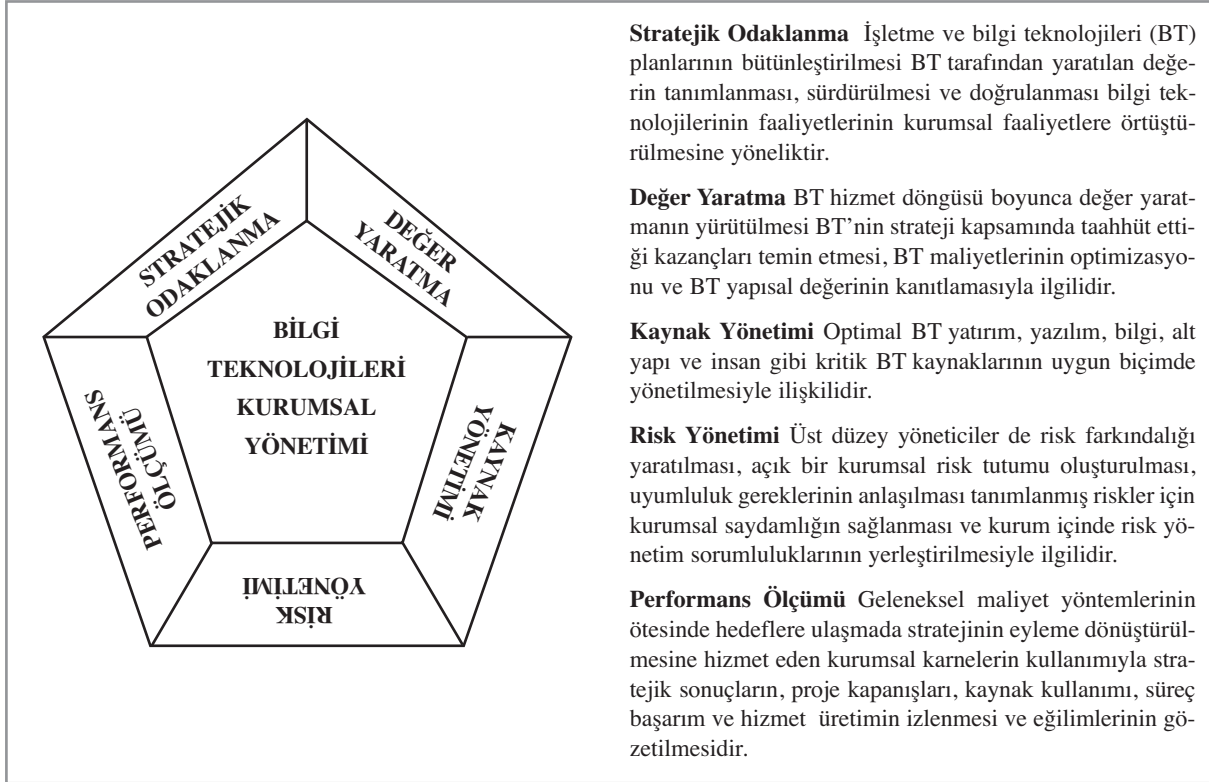 STRATEJİK
ODAKLANMA
DEĞER
YARATMA
BİLGİ
TEKNOLOJİLERİ
KURUMSAL
YÖNETİMİ
PERFORMANS
ÖLÇÜMÜ
KAYNAK
YÖNETİMİ
RİSK
YÖNETİMİ
Stratejik Odaklanma İşletme ve bilgi teknolojileri (BT)
planlarının bütünleştirilmesi BT tarafından yaratılan değe-
rin tanımlanması, sürdürülmesi ve doğrulanması bilgi tek-
nolojilerinin faaliyetlerinin kurumsal faaliyetlere örtüştü-
rülmesine yöneliktir.
Değer Yaratma BT hizmet döngüsü boyunca değer yarat-
manın yürütülmesi BT’nin strateji kapsamında taahhüt etti-
ği kazançları temin etmesi, BT maliyetlerinin optimizasyo-
nu ve BT yapısal değerinin kanıtlamasıyla ilgilidir.
Kaynak Yönetimi Optimal BT yatırım, yazılım, bilgi, alt
yapı ve insan gibi kritik BT kaynaklarının uygun biçimde
yönetilmesiyle ilişkilidir.
Risk Yönetimi Üst düzey yöneticiler de risk farkındalığı
yaratılması, açık bir kurumsal risk tutumu oluşturulması,
uyumluluk gereklerinin anlaşılması tanımlanmış riskler için
kurumsal saydamlığın sağlanması ve kurum içinde risk yö-
netim sorumluluklarının yerleştirilmesiyle ilgilidir.
Performans Ölçümü Geleneksel maliyet yöntemlerinin
ötesinde hedeflere ulaşmada stratejinin eyleme dönüştürül-
mesine hizmet eden kurumsal karnelerin kullanımıyla stra-
tejik sonuçların, proje kapanışları, kaynak kullanımı, süreç
başarım ve hizmet üretimin izlenmesi ve eğilimlerinin gö-
zetilmesidir.